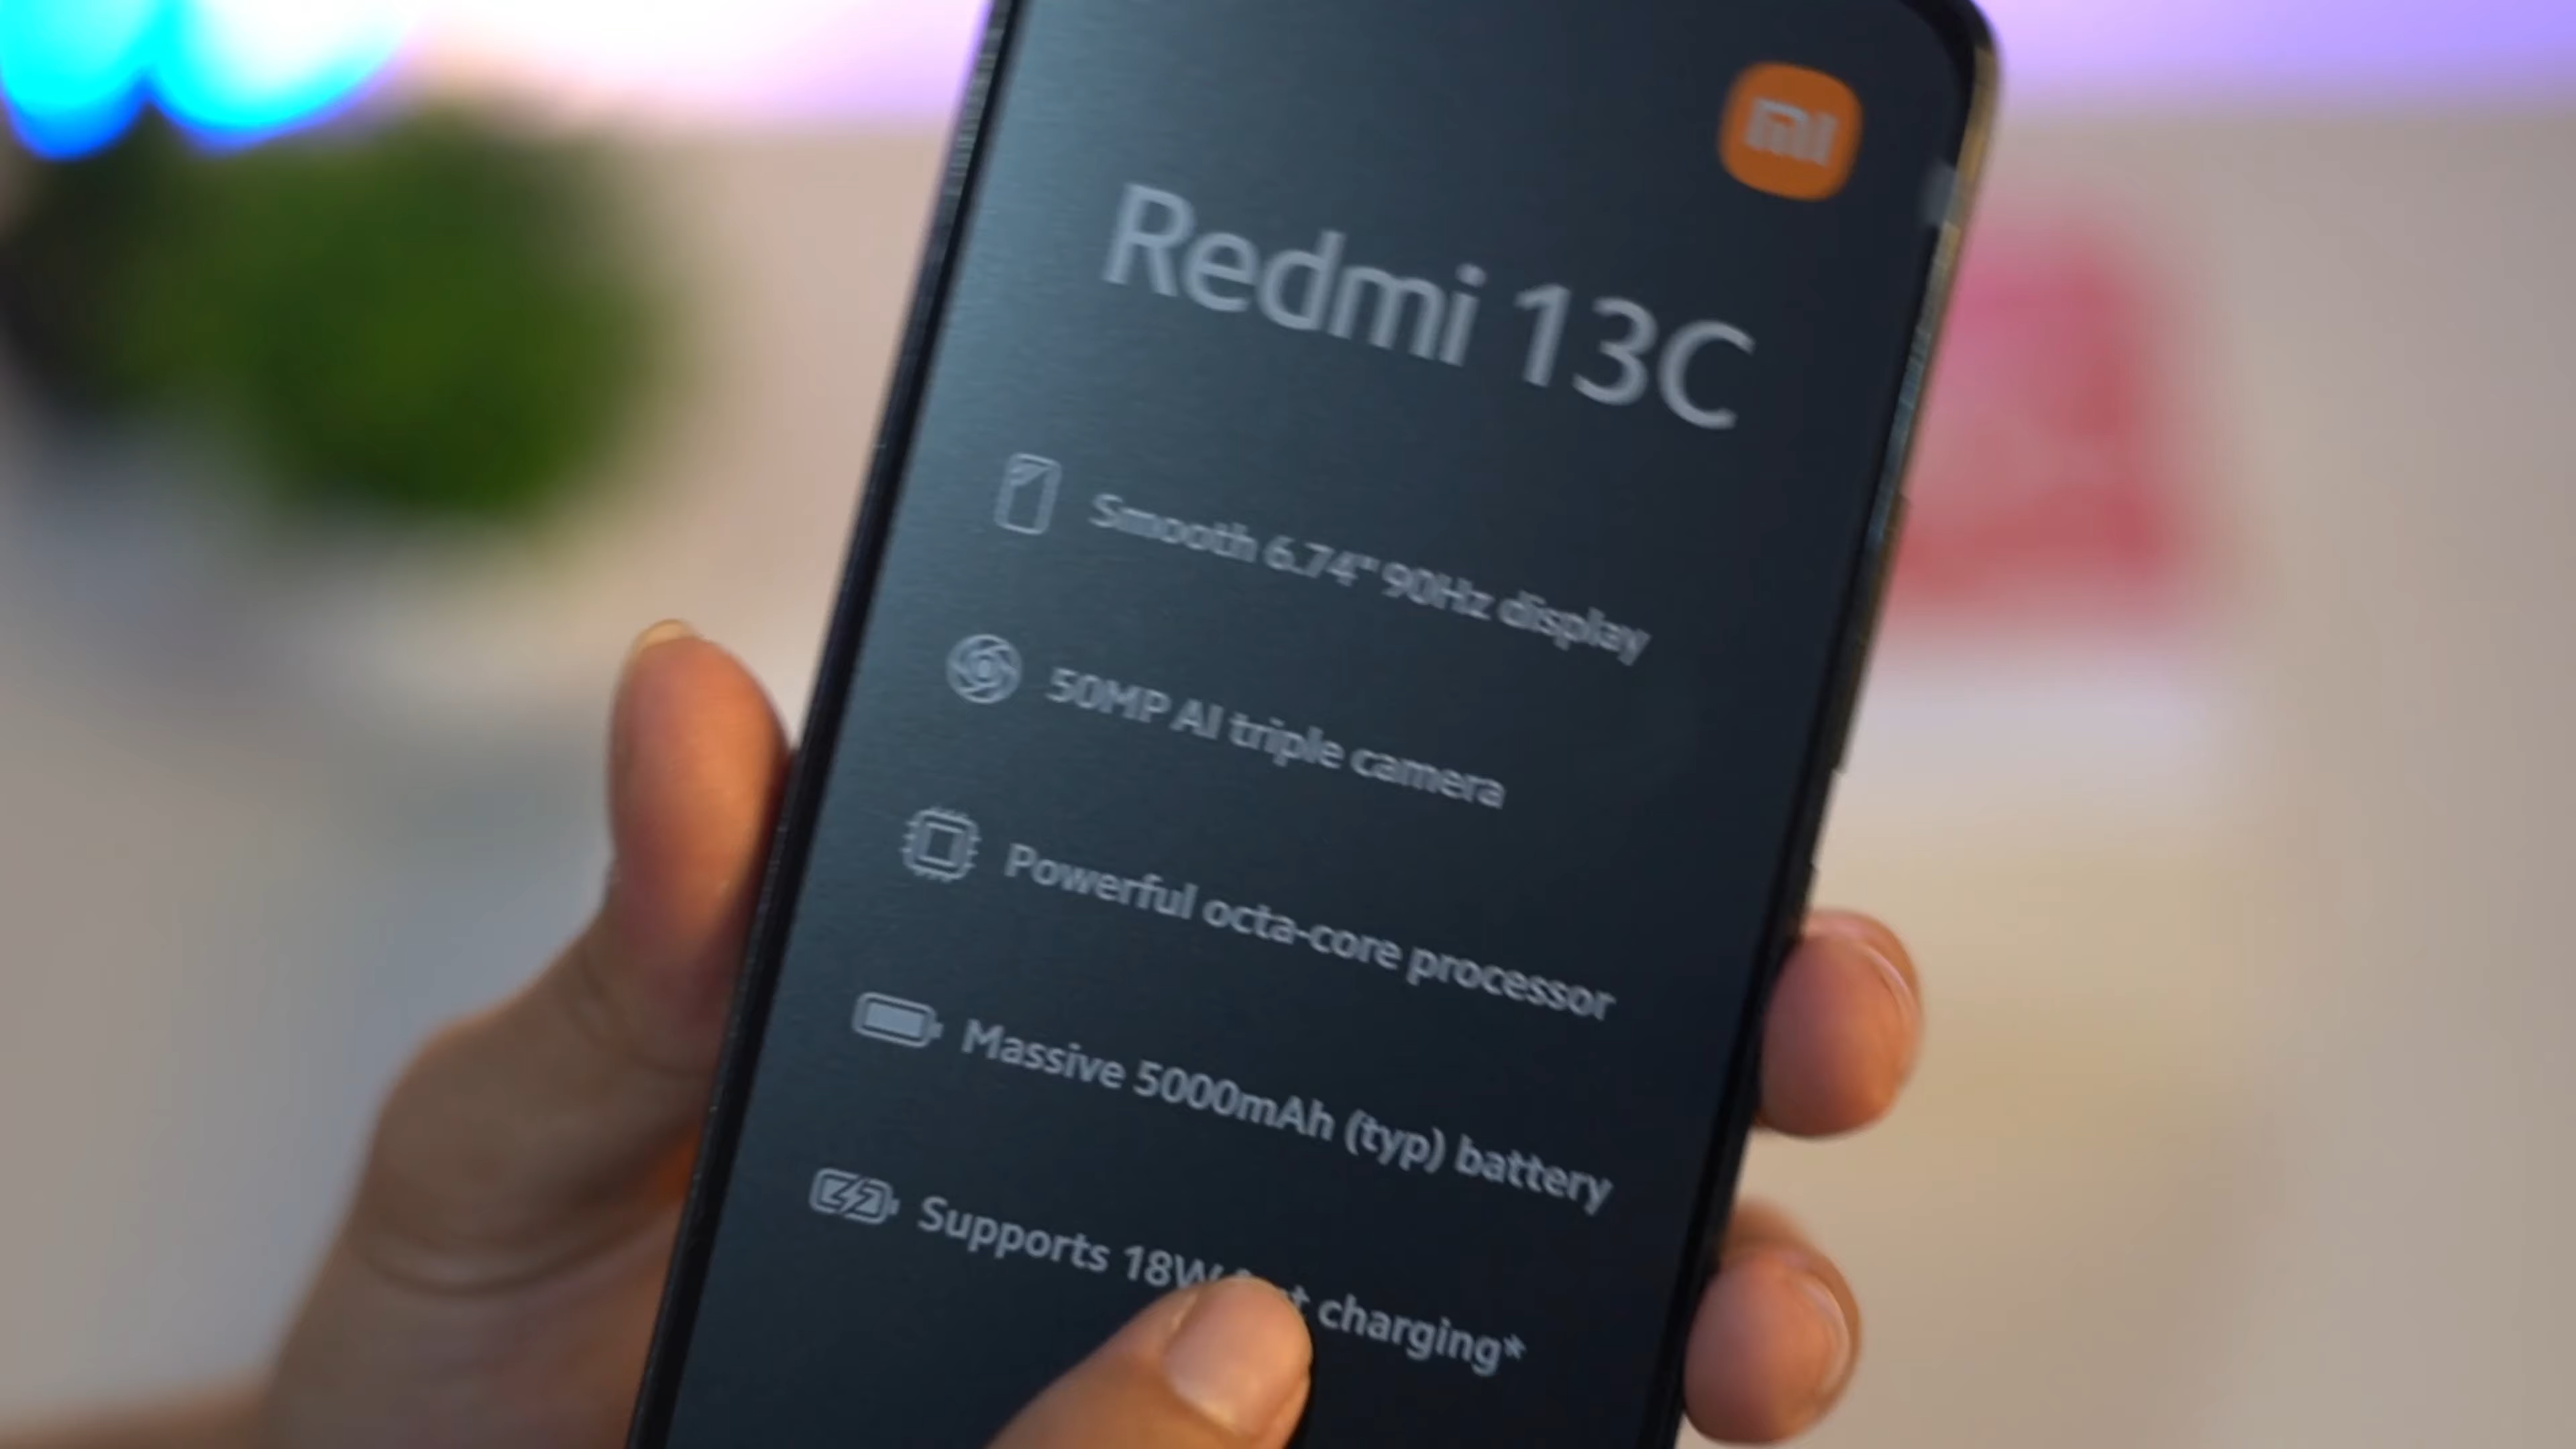 mi
Redmi 13C
Smooth 6.74" 90Hz display
50MP AI triple camera
Powerful octa-core processor
Massive 5000mAh (typ) battery
Supports 18W charging*